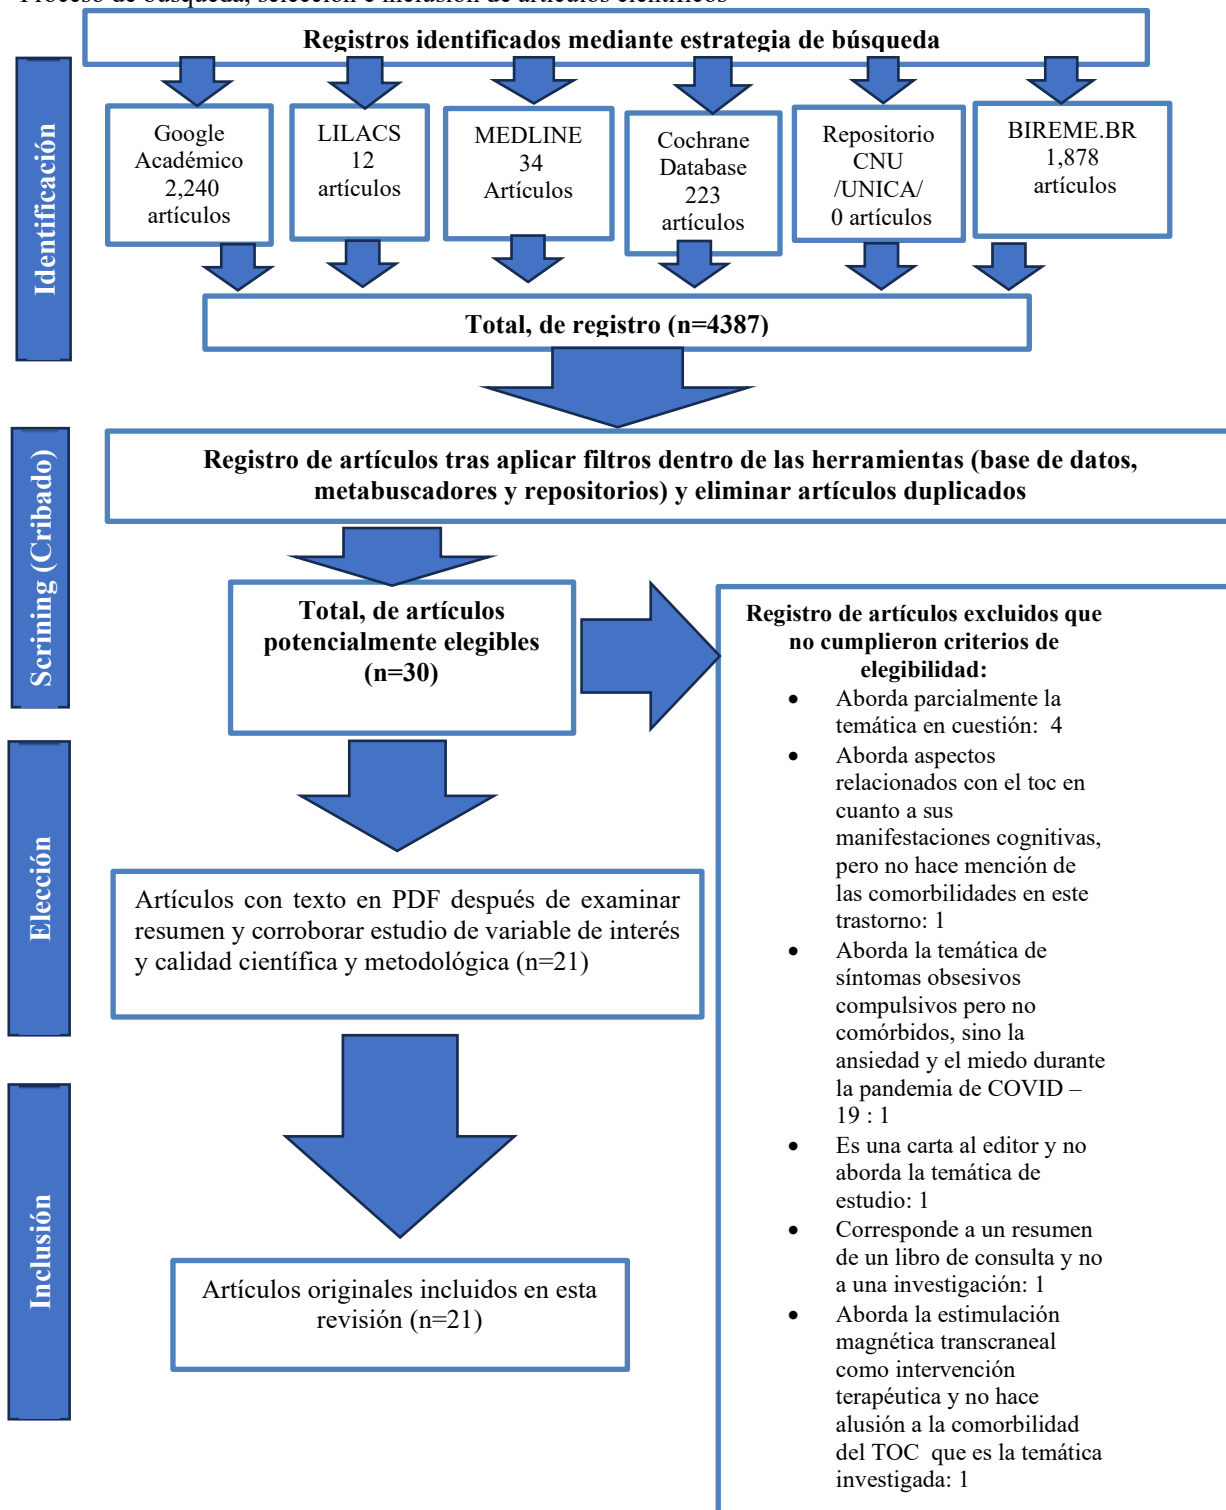 Proceso de búsqueda, selección e inclusión de artículos científicos
Registros identificados mediante estrategia de búsqueda
Identificación
Google
Académico
2,240
artículos
LILACS
12
artículos
MEDLINE
34
Artículos
Cochrane
Database
223
artículos
Repositorio
CNU
/UNICA/
0 artículos
BIREME.BR
1,878
artículos
Total, de registro (n=4387)
Scrining (Cribado)
Registro de artículos tras aplicar filtros dentro de las herramientas (base de datos,
metabuscadores y repositorios) y eliminar artículos duplicados
Total, de artículos
potencialmente elegibles
(n=30)
Registro de artículos excluidos que
no cumplieron criterios de
elegibilidad:
• Aborda parcialmente la
temática en cuestión: 4
• Aborda aspectos
relacionados con el toc en
cuanto a sus
manifestaciones cognitivas,
pero no hace mención de
las comorbilidades en este
trastorno: 1
• Aborda la temática de
síntomas obsesivos
compulsivos pero no
comórbidos, sino la
ansiedad y el miedo durante
la pandemia de COVID –
19 : 1
• Es una carta al editor y no
aborda la temática de
estudio: 1
• Corresponde a un resumen
de un libro de consulta y no
a una investigación: 1
• Aborda la estimulación
magnética transcraneal
como intervención
terapéutica y no hace
alusión a la comorbilidad
del TOC que es la temática
investigada: 1
Elección
Artículos con texto en PDF después de examinar
resumen y corroborar estudio de variable de interés
y calidad científica y metodológica (n=21)
Inclusión
Artículos originales incluidos en esta
revisión (n=21)